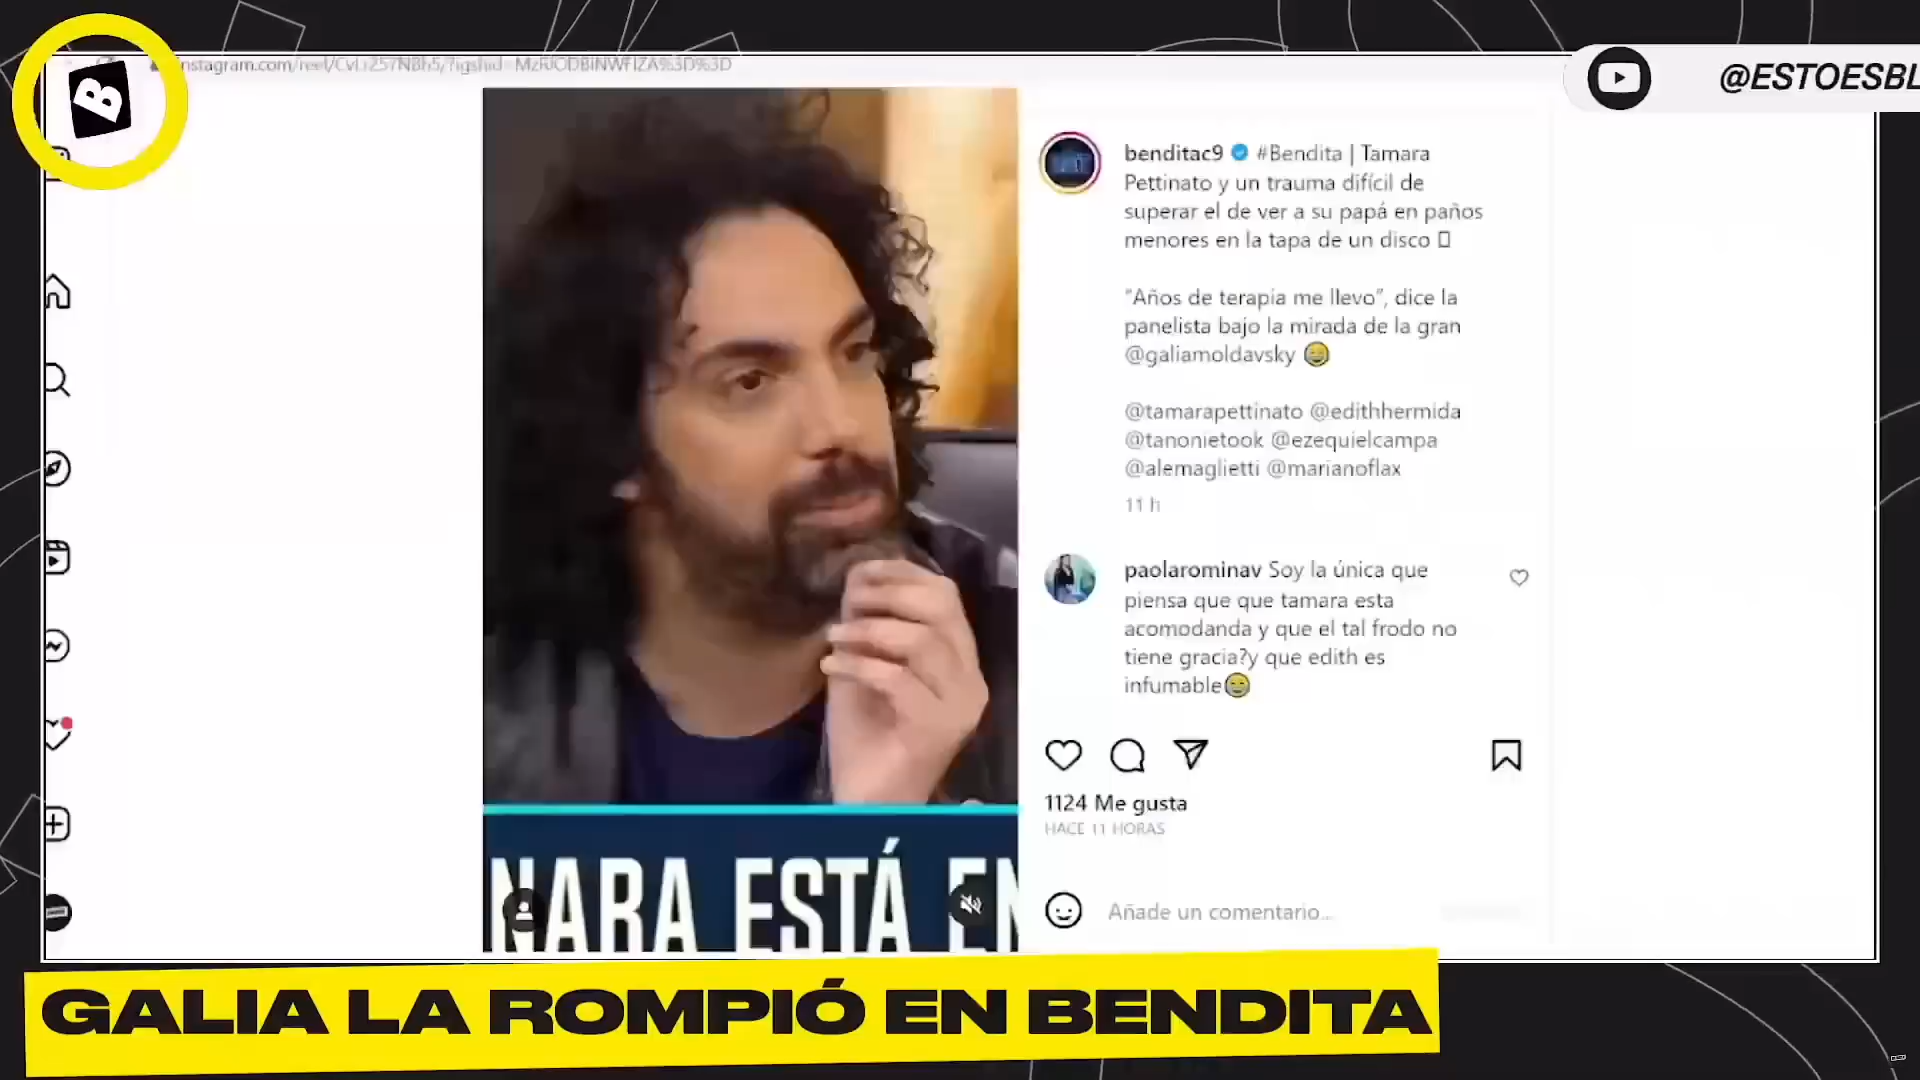 B
instagram.com/reel/
@ESTOESBL
benditac9 #Bendita | Tamara
Pettinato y un trauma difícil de
superar el de ver a su papá en paños
menores en la tapa de un disco
"Años de terapia me llevo", dice la
panelista bajo la mirada de la gran
@galiamoldavsky
@tamarapettinato @edithhermida
@tanonietook @ezequielcampa
@alemaglietti @marianoflax
11 h
paolarominav Soy la única que
piensa que que tamara esta
acomodanda y que el tal frodo no
tiene gracia?y que edith es
infumable
1124 Me gusta
HACE 11 HORAS
Añade un comentario...
NARA ESTÁ EN
GALIA LA ROMPIÓ EN BENDITA